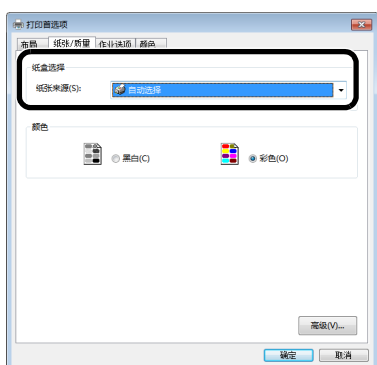 打印首选项
布局 纸张/质量 作业选项 颜色
纸盒选择
纸张来源(S): 自动选择
颜色
黑白(C) 彩色(O)
高级(V)...
确定 取消